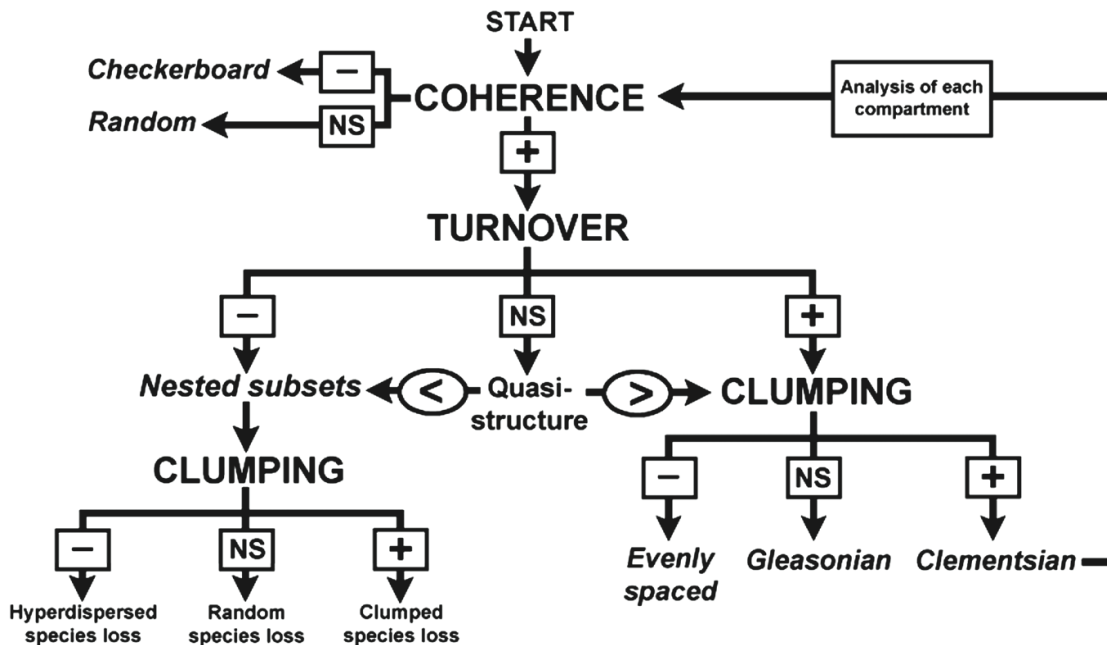 START
Checkerboard
−
COHERENCE
Analysis of each
compartment
Random
NS
+
TURNOVER
−
NS
+
Nested subsets
<
Quasi-
structure
>
CLUMPING
CLUMPING
−
NS
+
−
NS
+
Evenly
spaced
Gleasonian
Clementsian
Hyperdispersed
species loss
Random
species loss
Clumped
species loss